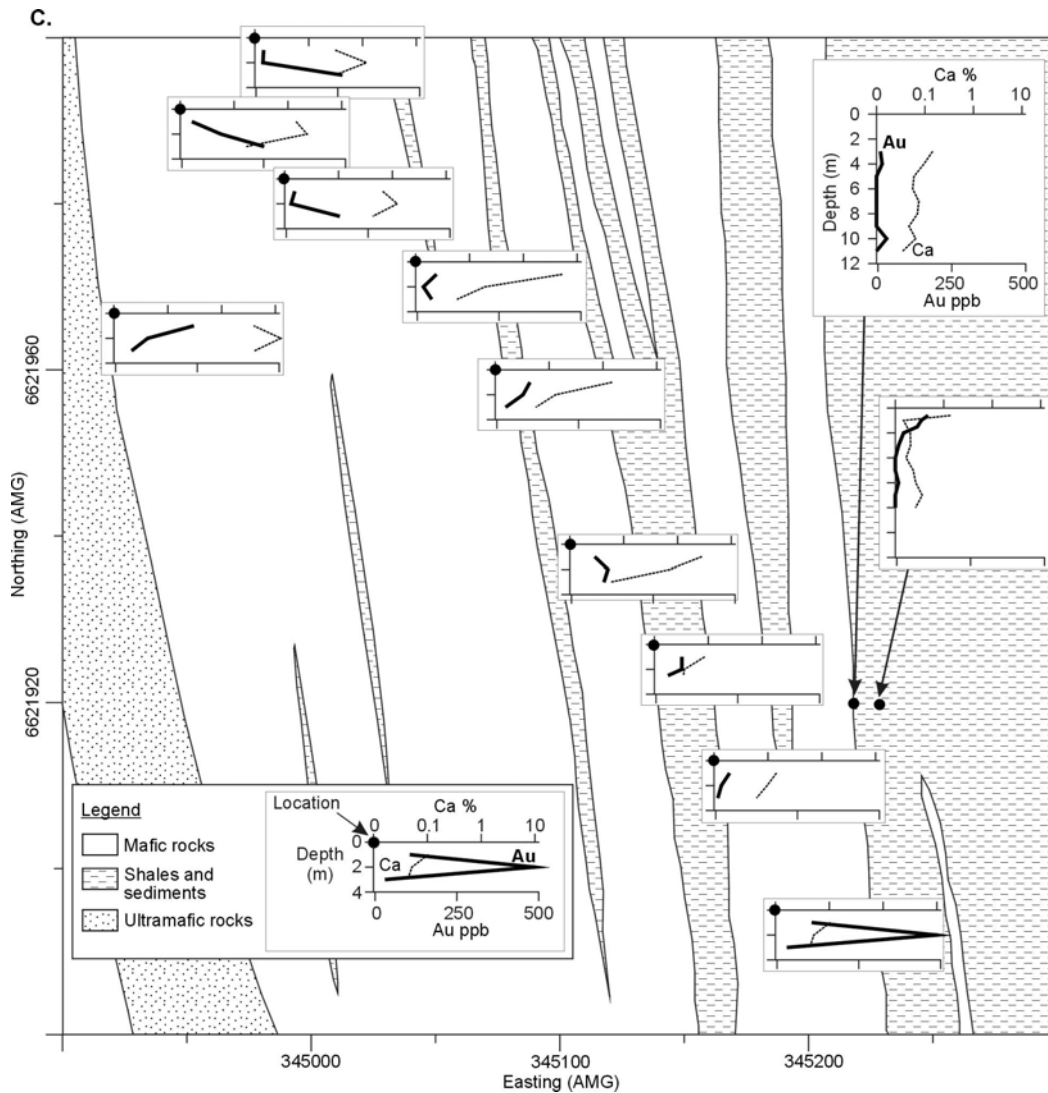 C.
Ca %
0 0.1 1 10
0
2
4
6
8
10
12
Depth (m)
Au
Ca
0 250 500
Au ppb
6621960
6621920
Northing (AMG)
Legend
Mafic rocks
Shales and
sediments
Ultramafic rocks
Location
Ca %
0 0.1 1 10
Depth
(m)
0
2
4
Ca
Au
0 250 500
Au ppb
345000 345100 345200
Easting (AMG)